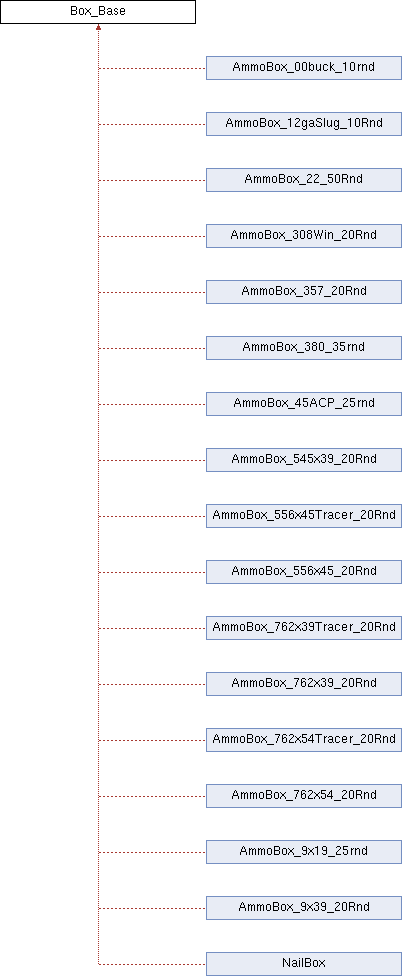 Box_Base
AmmoBox_00buck_10rnd
AmmoBox_12gaSlug_10Rnd
AmmoBox_22_50Rnd
AmmoBox_308Win_20Rnd
AmmoBox_357_20Rnd
AmmoBox_380_35rnd
AmmoBox_45ACP_25rnd
AmmoBox_545x39_20Rnd
AmmoBox_556x45Tracer_20Rnd
AmmoBox_556x45_20Rnd
AmmoBox_762x39Tracer_20Rnd
AmmoBox_762x39_20Rnd
AmmoBox_762x54Tracer_20Rnd
AmmoBox_762x54_20Rnd
AmmoBox_9x19_25rnd
AmmoBox_9x39_20Rnd
NailBox